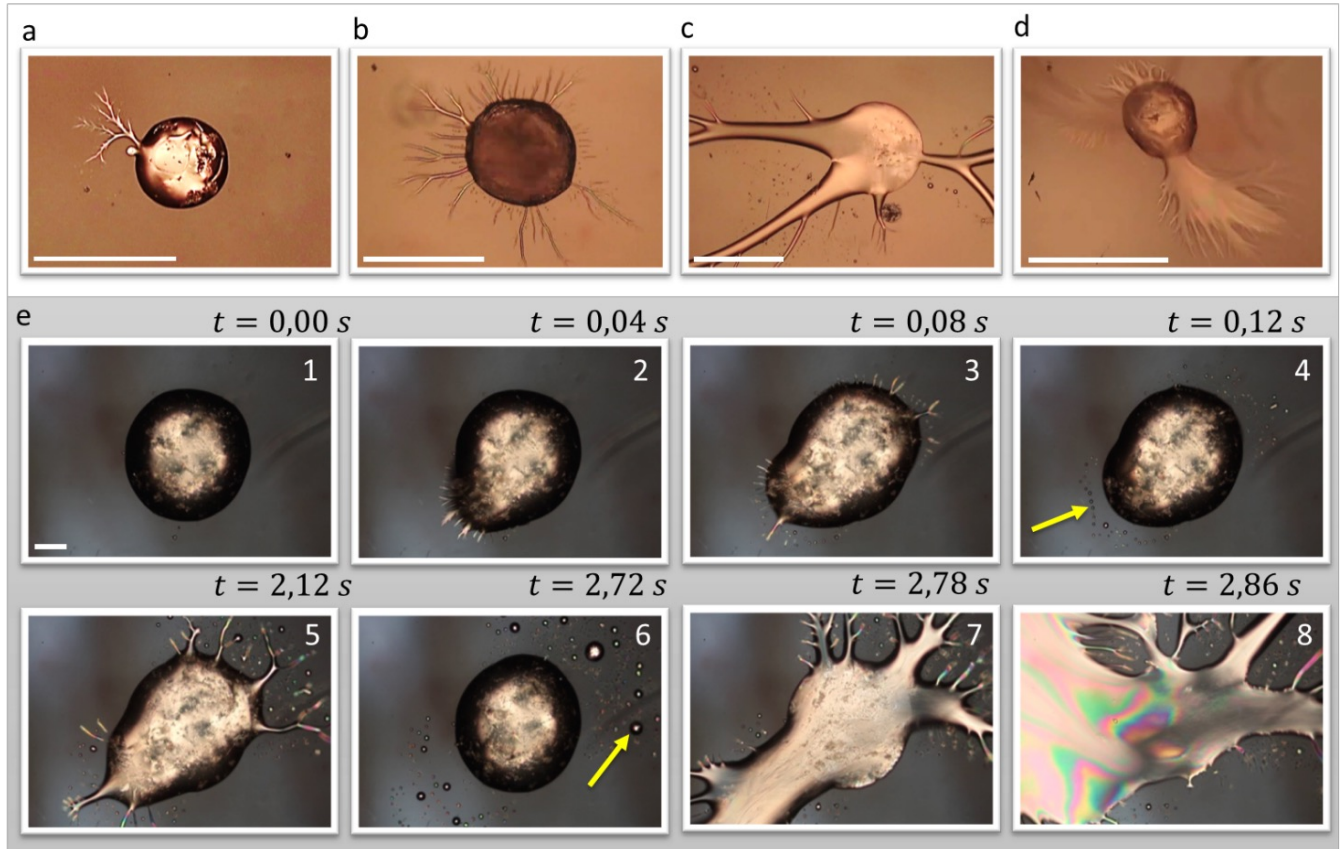 a
b
c
d
e
t = 0,00 s
t = 0,04 s
t = 0,08 s
t = 0,12 s
1
2
3
4
t = 2,12 s
t = 2,72 s
t = 2,78 s
t = 2,86 s
5
6
7
8